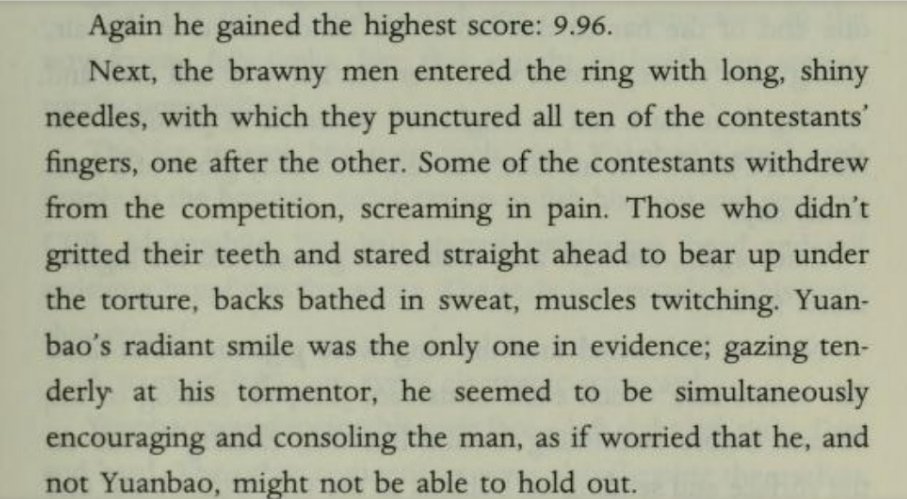 Again he gained the highest score: 9.96.
Next, the brawny men entered the ring with long, shiny
needles, with which they punctured all ten of the contestants'
fingers, one after the other. Some of the contestants withdrew
from the competition, screaming in pain. Those who didn't
gritted their teeth and stared straight ahead to bear up under
the torture, backs bathed in sweat, muscles twitching. Yuan-
bao's radiant smile was the only one in evidence; gazing ten-
derly at his tormentor, he seemed to be simultaneously
encouraging and consoling the man, as if worried that he, and
not Yuanbao, might not be able to hold out.